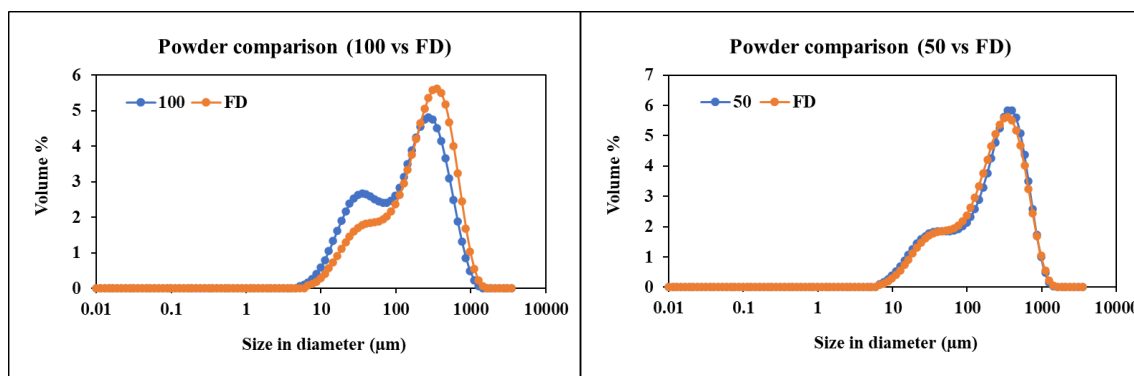 Powder comparison (100 vs FD)
6
5
4
3
2
1
0
Volume %
100
FD
0.01 0.1 1 10 100 1000 10000
Size in diameter (µm)
Powder comparison (50 vs FD)
7
6
5
4
3
2
1
0
Volume %
50
FD
0.01 0.1 1 10 100 1000 10000
Size in diameter (µm)